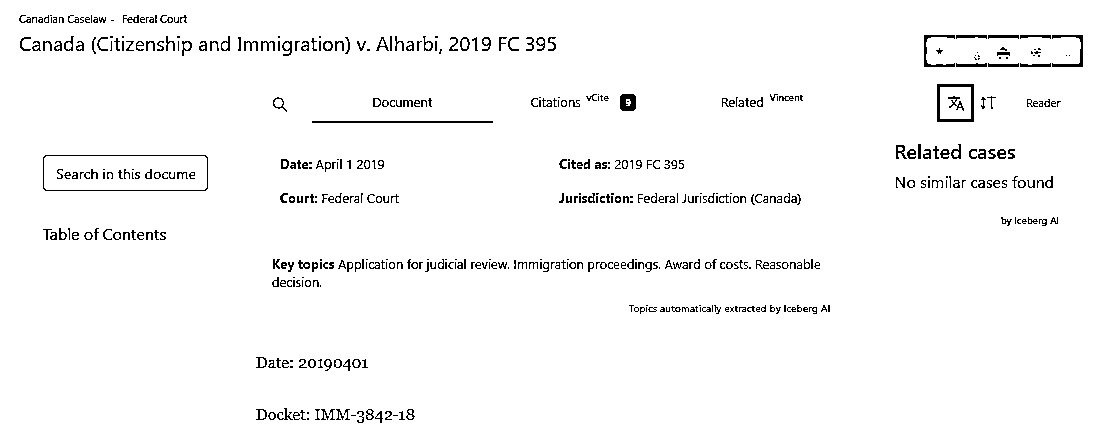 Canadian Caselaw - Federal Court
Canada (Citizenship and Immigration) v. Alharbi, 2019 FC 395
Document
Citations vCite 9
Related Vincent
Reader
Search in this docume
Table of Contents
Date: April 1 2019
Cited as: 2019 FC 395
Court: Federal Court
Jurisdiction: Federal Jurisdiction (Canada)
Related cases
No similar cases found
by Iceberg AI
Key topics Application for judicial review. Immigration proceedings. Award of costs. Reasonable
decision.
Topics automatically extracted by Iceberg AI
Date: 20190401
Docket: IMM-3842-18